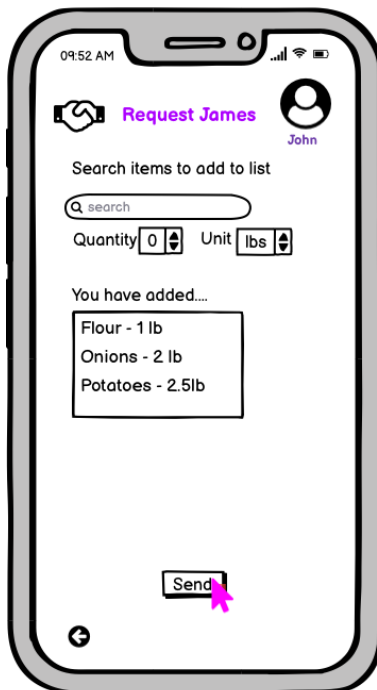 09:52 AM
Request James
John
Search items to add to list
search
Quantity 0 Unit lbs
You have added....
Flour - 1 lb
Onions - 2 lb
Potatoes - 2.5lb
Send